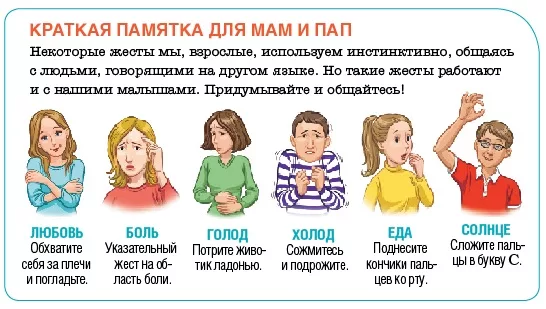 КРАТКАЯ ПАМЯТКА ДЛЯ МАМ И ПАП
Некоторые жесты мы, взрослые, используем инстинктивно, общаясь
с людьми, говорящими на другом языке. Но такие жесты работают
и с нашими малышами. Придумывайте и общайтесь!
ЛЮБОВЬ
Обхватите
себя за плечи
и погладьте.
БОЛЬ
Указательный
жест на об-
ласть боли.
ГОЛОД
Потрите живо-
тик ладонью.
ХОЛОД
Сожмитесь
и подрожите.
ЕДА
Поднесите
кончики паль-
цев ко рту.
СОЛНЦЕ
Сложите паль-
цы в букву С.